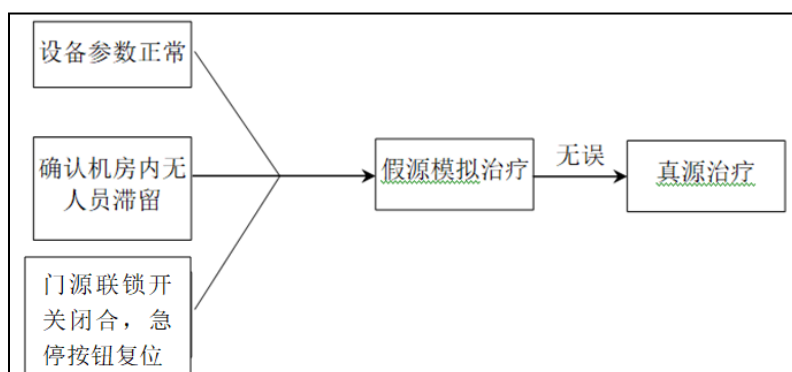 设备参数正常
确认机房内无
人员滞留
门源联锁开
关闭合，急
停按钮复位
假源模拟治疗
无误
真源治疗